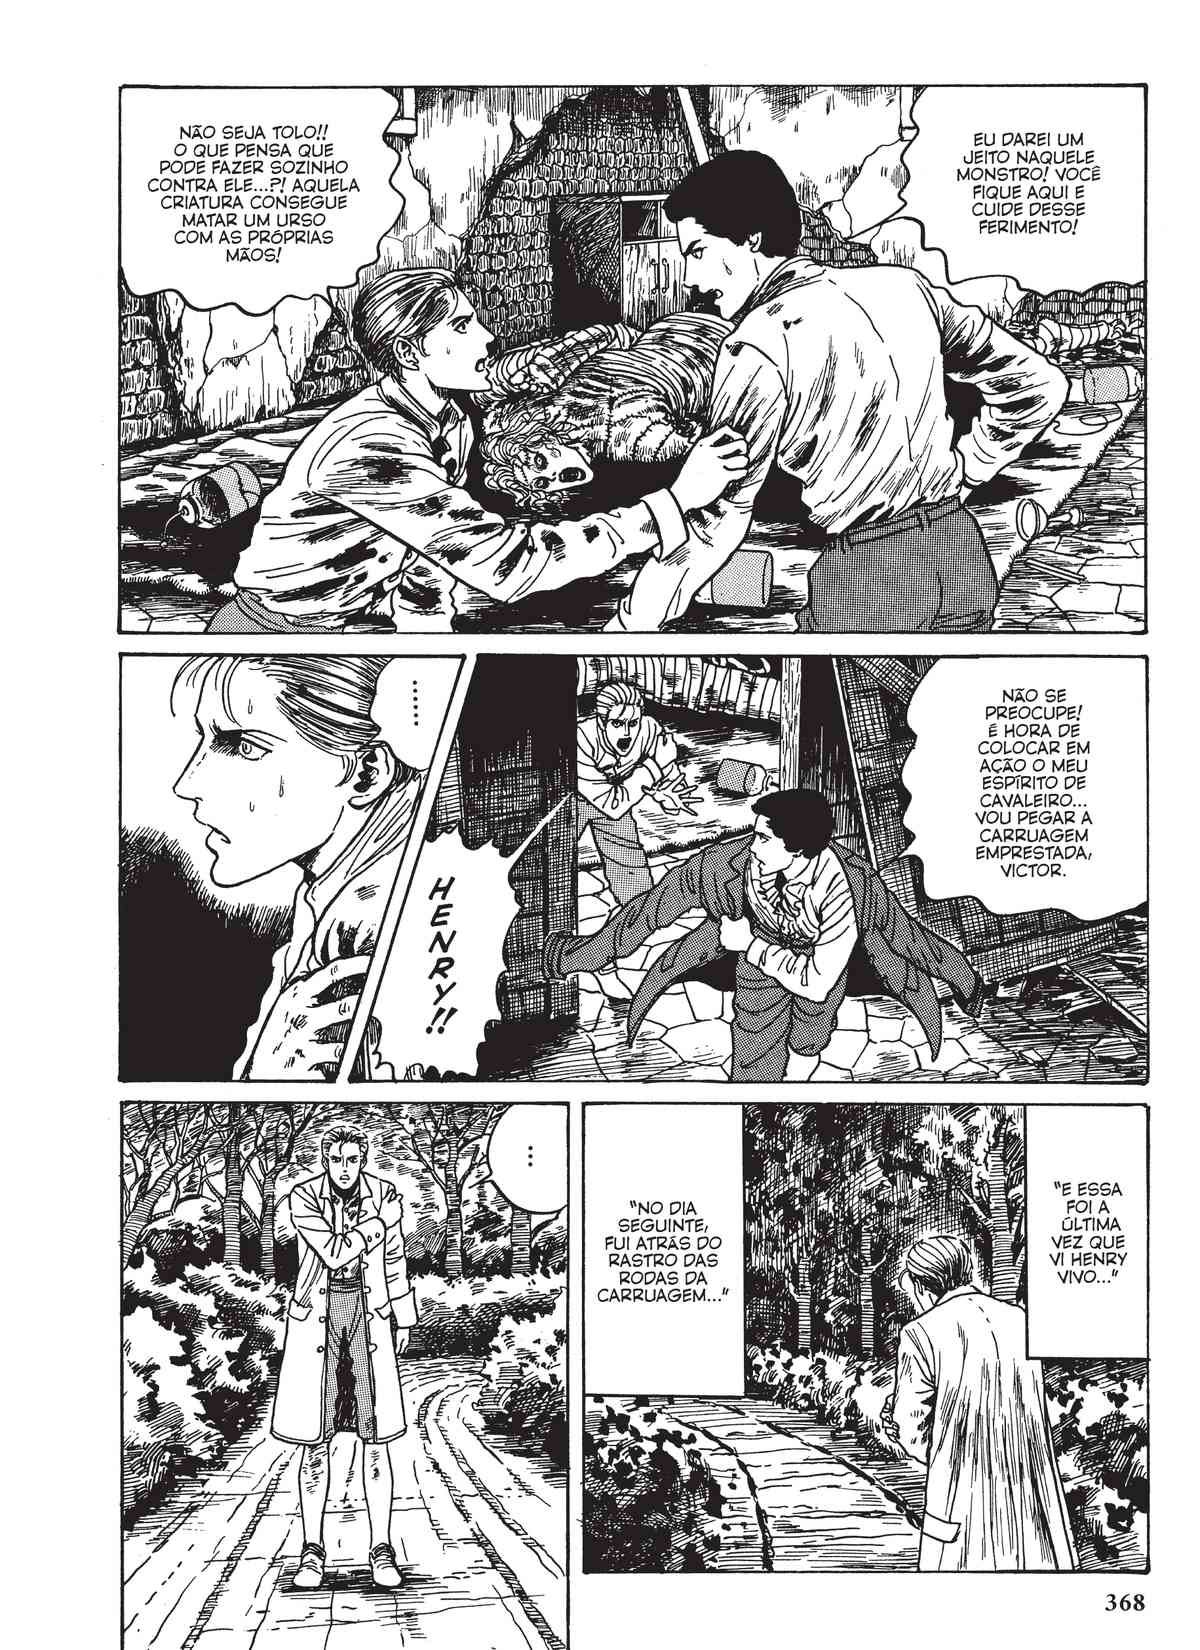 EU DAREI UM
JEITO NAQUELE
MONSTRO! VOCÊ
FIQUE AQUI E
CUIDE DESSE
FERIMENTO!
NÃO SEJA TOLO!!
O QUE PENSA QUE
PODE FAZER SOZINHO
CONTRA ELE...?! AQUELA
CRIATURA CONSEGUE
MATAR UM URSO
COM AS PRÓPRIAS
MÃOS!
NÃO SE
PREOCUPE!
É HORA DE
COLOCAR EM
AÇÃO O MEU
ESPÍRITO DE
CAVALEIRO...
VOU PEGAR A
CARRUAGEM
EMPRESTADA,
VICTOR.
HENRY!!
......
"E ESSA
FOI A
ÚLTIMA
VEZ QUE
VI HENRY
VIVO..."
"NO DIA
SEGUINTE,
FUI ATRÁS DO
RASTRO DAS
RODAS DA
CARRUAGEM..."
...
368